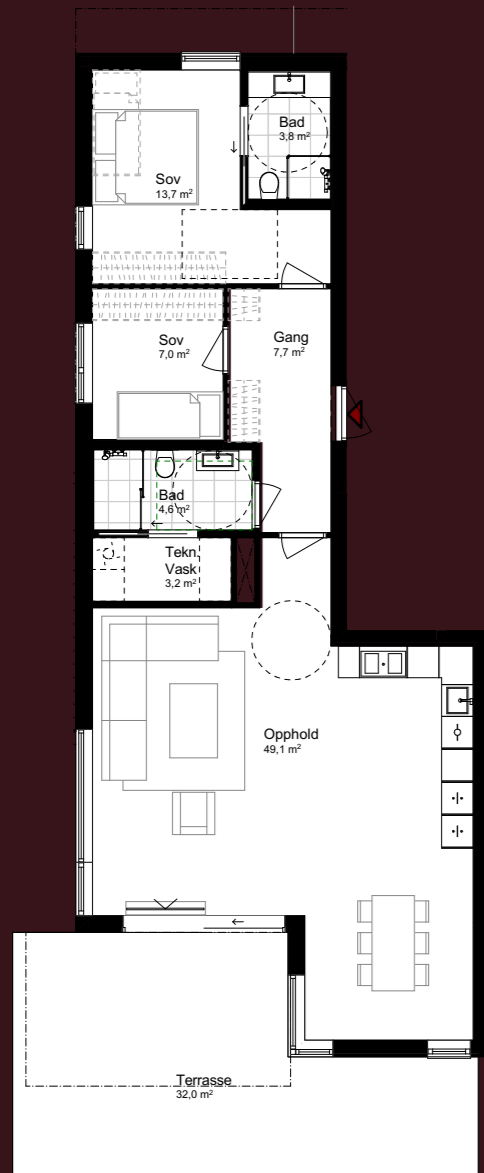 Bad
3,8 m²
Sov
13,7 m²
Sov
7,0 m²
Gang
7,7 m²
Bad
4,6 m²
Tekn.
Vask
3,2 m²
Opphold
49,1 m²
Terrasse
32,0 m²